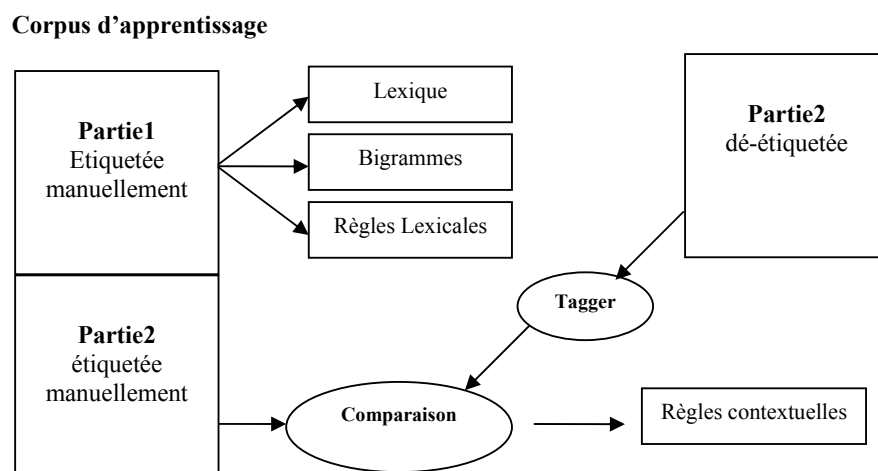 Corpus d’apprentissage
Partie1
Etiquetée
manuellement
Lexique
Bigrammes
Règles Lexicales
Partie2
dé-étiquetée
Tagger
Partie2
étiquetée
manuellement
Comparaison
Règles contextuelles